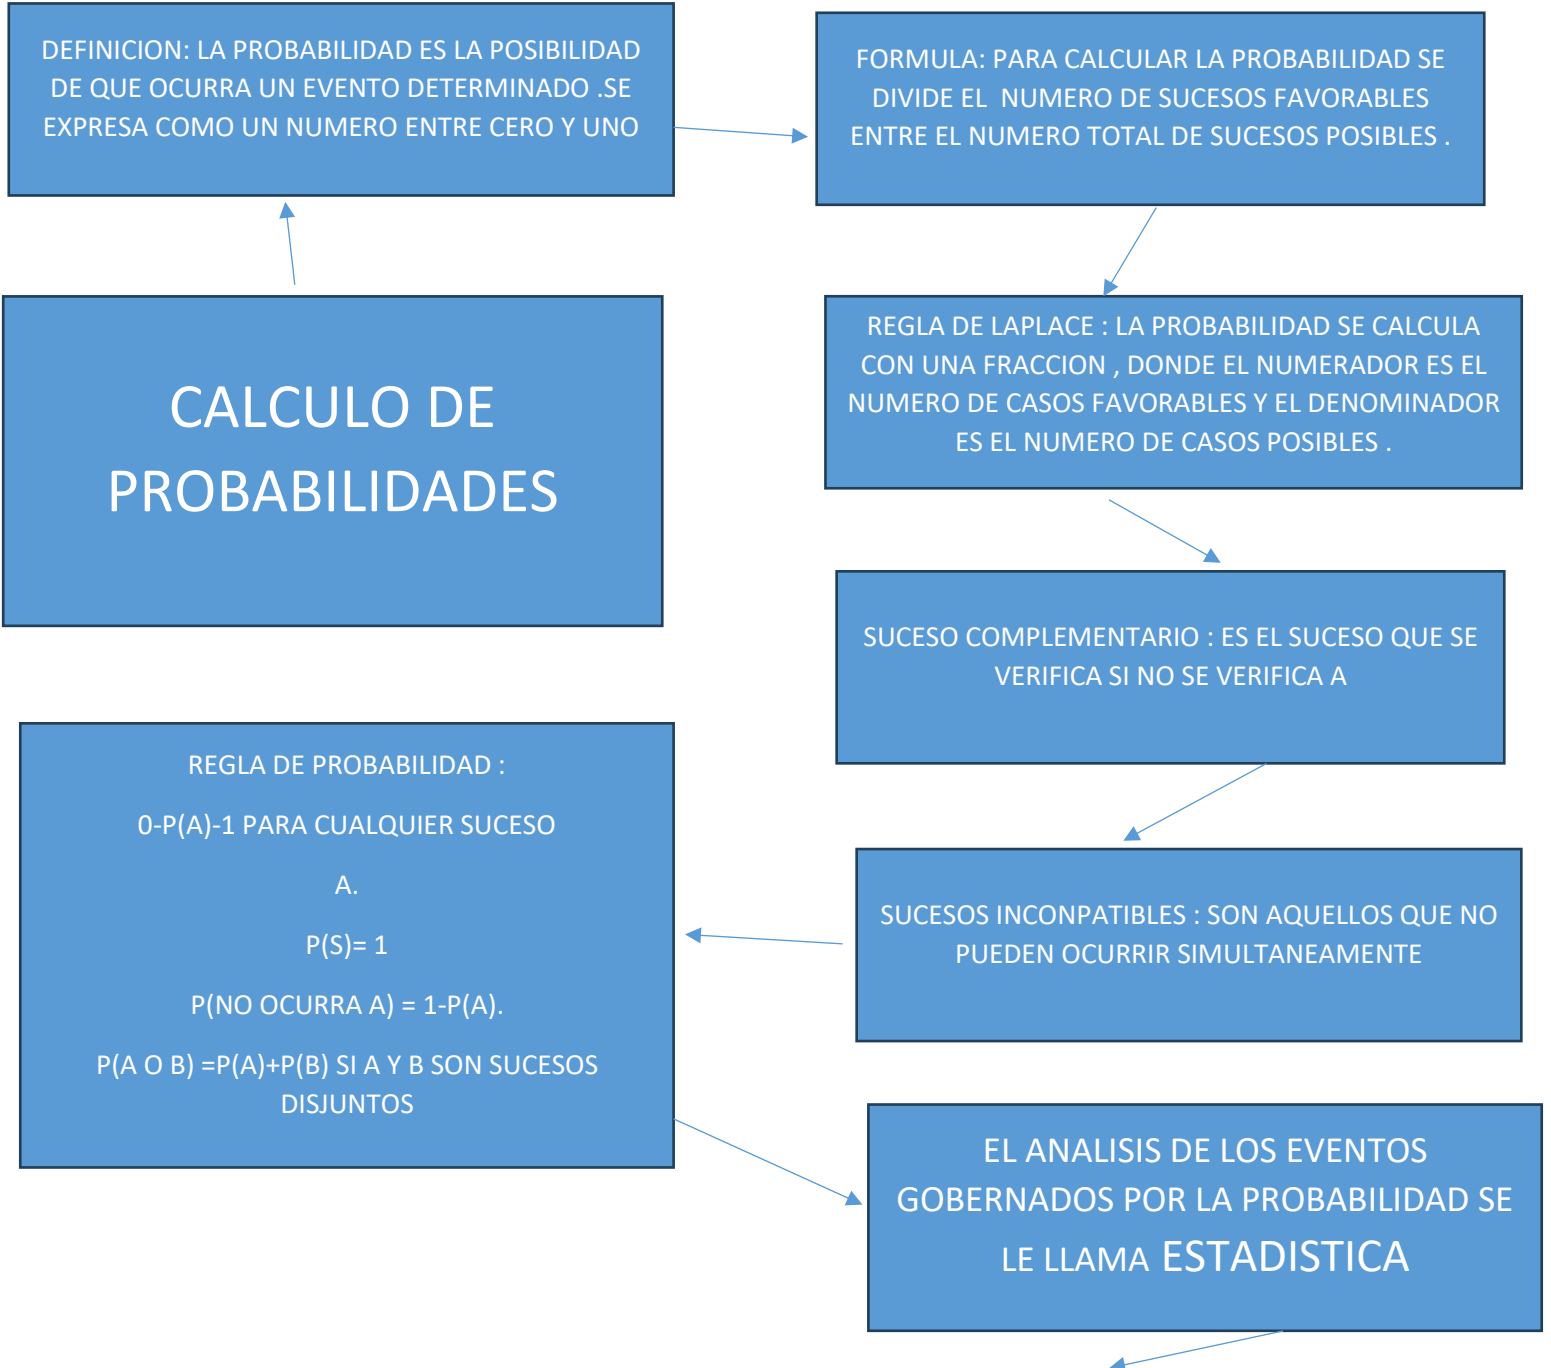 DEFINICION: LA PROBABILIDAD ES LA POSIBILIDAD
DE QUE OCURRA UN EVENTO DETERMINADO .SE
EXPRESA COMO UN NUMERO ENTRE CERO Y UNO
FORMULA: PARA CALCULAR LA PROBABILIDAD SE
DIVIDE EL NUMERO DE SUCESOS FAVORABLES
ENTRE EL NUMERO TOTAL DE SUCESOS POSIBLES .
CALCULO DE
PROBABILIDADES
REGLA DE LAPLACE : LA PROBABILIDAD SE CALCULA
CON UNA FRACCION , DONDE EL NUMERADOR ES EL
NUMERO DE CASOS FAVORABLES Y EL DENOMINADOR
ES EL NUMERO DE CASOS POSIBLES .
SUCESO COMPLEMENTARIO : ES EL SUCESO QUE SE
VERIFICA SI NO SE VERIFICA A
SUCESOS INCONPATIBLES : SON AQUELLOS QUE NO
PUEDEN OCURRIR SIMULTANEAMENTE
REGLA DE PROBABILIDAD :
0-P(A)-1 PARA CUALQUIER SUCESO
A.
P(S)= 1
P(NO OCURRA A) = 1-P(A).
P(A O B) =P(A)+P(B) SI A Y B SON SUCESOS
DISJUNTOS
EL ANALISIS DE LOS EVENTOS
GOBERNADOS POR LA PROBABILIDAD SE
LE LLAMA ESTADISTICA